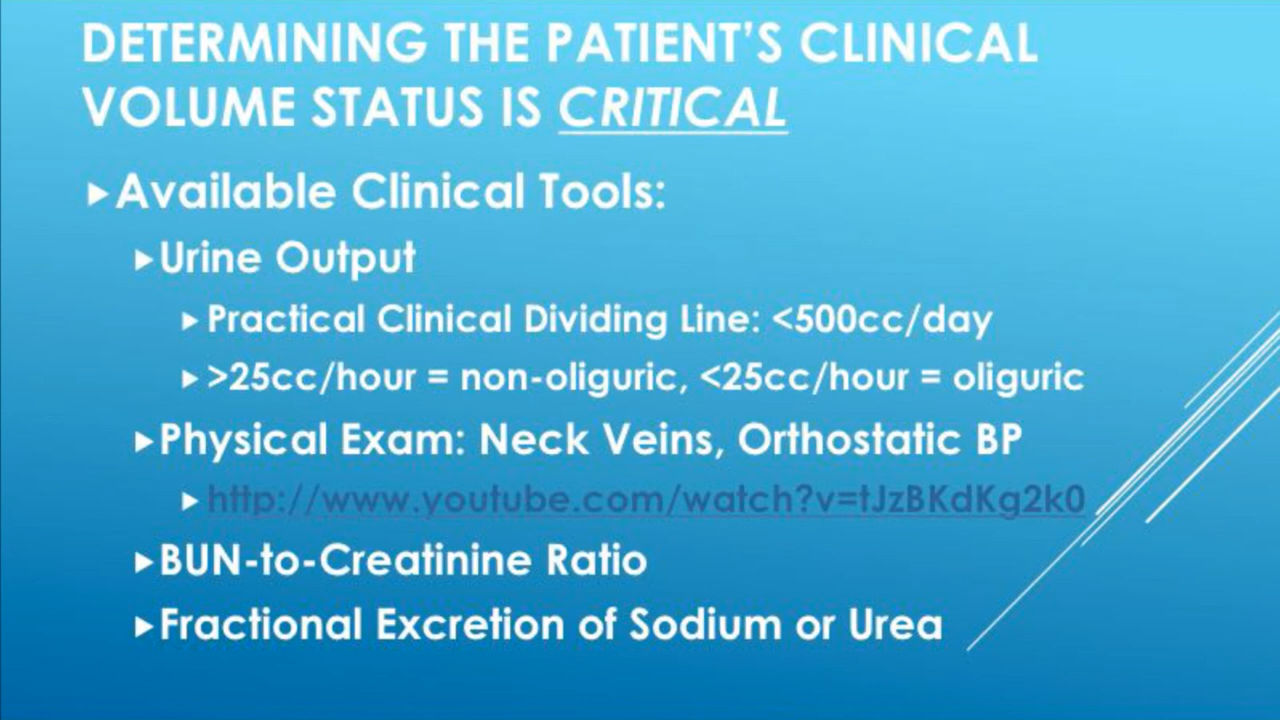 DETERMINING THE PATIENT'S CLINICAL
VOLUME STATUS IS CRITICAL
Available Clinical Tools:
Urine Output
Practical Clinical Dividing Line: <500cc/day
>25cc/hour = non-oliguric, <25cc/hour = oliguric
Physical Exam: Neck Veins, Orthostatic BP
http://www.youtube.com/watch?v=tJzBKdKg2k0
BUN-to-Creatinine Ratio
Fractional Excretion of Sodium or Urea